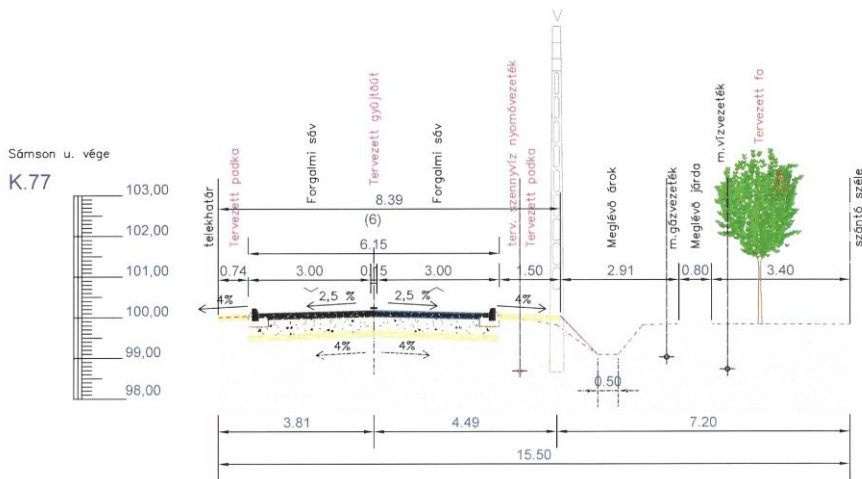 Sámson u. vége
K.77
103,00
102,00
101,00
100,00
99,00
98,00
telekhatár
Tervezett padka
Forgalmi sáv
Tervezett gyűjtőút
Forgalmi sáv
terv. szennyvíz nyomóvezeték
Tervezett padka
Meglévő árok
m.gázvezeték
Meglévő járda
m.vízvezeték
Tervezett fa
szántó széle
8.39
(6)
6.15
0.74
3.00
0.15
3.00
1.50
2.91
0.80
3.40
4%
2,5 %
2,5 %
4%
4%
4%
0.50
3.81
4.49
7.20
15.50